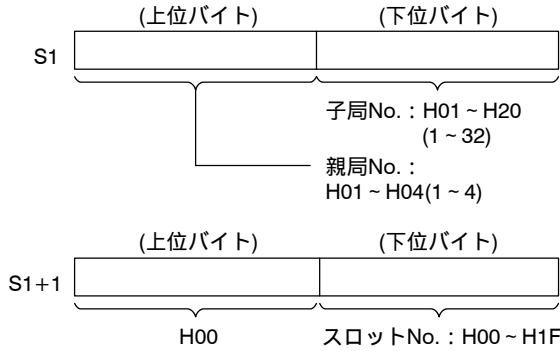 (上位バイト) (下位バイト)
S1
子局No.：H01～H20
(1～32)
親局No.：
H01～H04(1～4)
(上位バイト) (下位バイト)
S1+1
H00 スロットNo.：H00～H1F